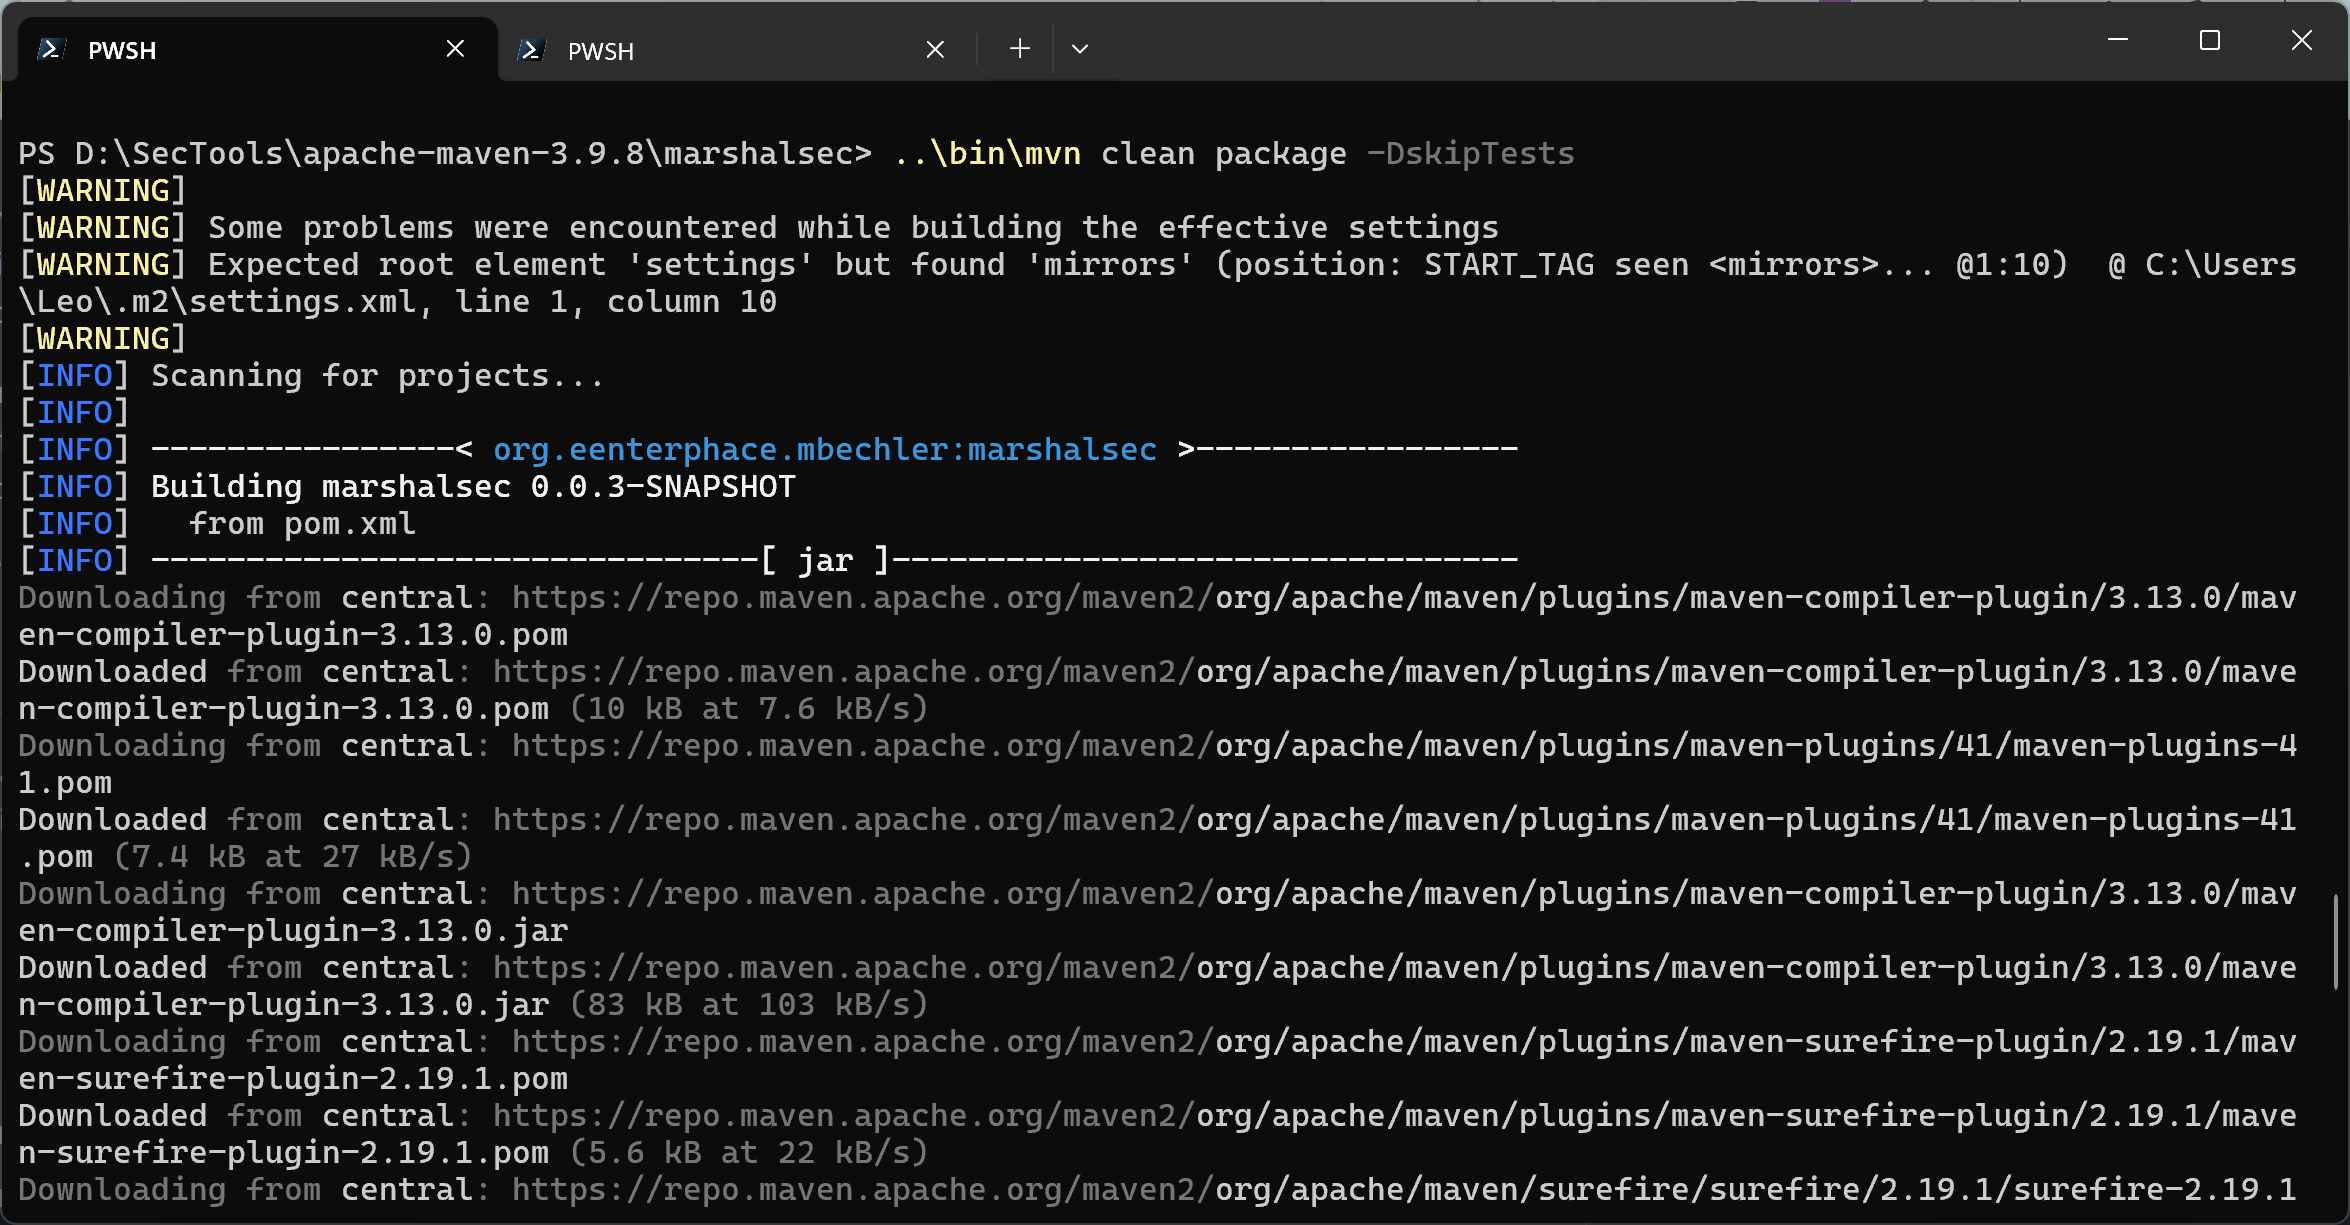 PWSH
PWSH
PS D:\SecTools\apache-maven-3.9.8\marshalsec> ..\bin\mvn clean package -DskipTests
[WARNING]
[WARNING] Some problems were encountered while building the effective settings
[WARNING] Expected root element 'settings' but found 'mirrors' (position: START_TAG seen <mirrors>... @1:10)  @ C:\Users
\Leo\.m2\settings.xml, line 1, column 10
[WARNING]
[INFO] Scanning for projects...
[INFO]
[INFO] ----------------< org.eenterphace.mbechler:marshalsec >-----------------
[INFO] Building marshalsec 0.0.3-SNAPSHOT
[INFO]   from pom.xml
[INFO] --------------------------------[ jar ]---------------------------------
Downloading from central: https://repo.maven.apache.org/maven2/org/apache/maven/plugins/maven-compiler-plugin/3.13.0/mav
en-compiler-plugin-3.13.0.pom
Downloaded from central: https://repo.maven.apache.org/maven2/org/apache/maven/plugins/maven-compiler-plugin/3.13.0/mave
n-compiler-plugin-3.13.0.pom (10 kB at 7.6 kB/s)
Downloading from central: https://repo.maven.apache.org/maven2/org/apache/maven/plugins/maven-plugins/41/maven-plugins-4
1.pom
Downloaded from central: https://repo.maven.apache.org/maven2/org/apache/maven/plugins/maven-plugins/41/maven-plugins-41
.pom (7.4 kB at 27 kB/s)
Downloading from central: https://repo.maven.apache.org/maven2/org/apache/maven/plugins/maven-compiler-plugin/3.13.0/mav
en-compiler-plugin-3.13.0.jar
Downloaded from central: https://repo.maven.apache.org/maven2/org/apache/maven/plugins/maven-compiler-plugin/3.13.0/mave
n-compiler-plugin-3.13.0.jar (83 kB at 103 kB/s)
Downloading from central: https://repo.maven.apache.org/maven2/org/apache/maven/plugins/maven-surefire-plugin/2.19.1/mav
en-surefire-plugin-2.19.1.pom
Downloaded from central: https://repo.maven.apache.org/maven2/org/apache/maven/plugins/maven-surefire-plugin/2.19.1/mave
n-surefire-plugin-2.19.1.pom (5.6 kB at 22 kB/s)
Downloading from central: https://repo.maven.apache.org/maven2/org/apache/maven/surefire/surefire/2.19.1/surefire-2.19.1